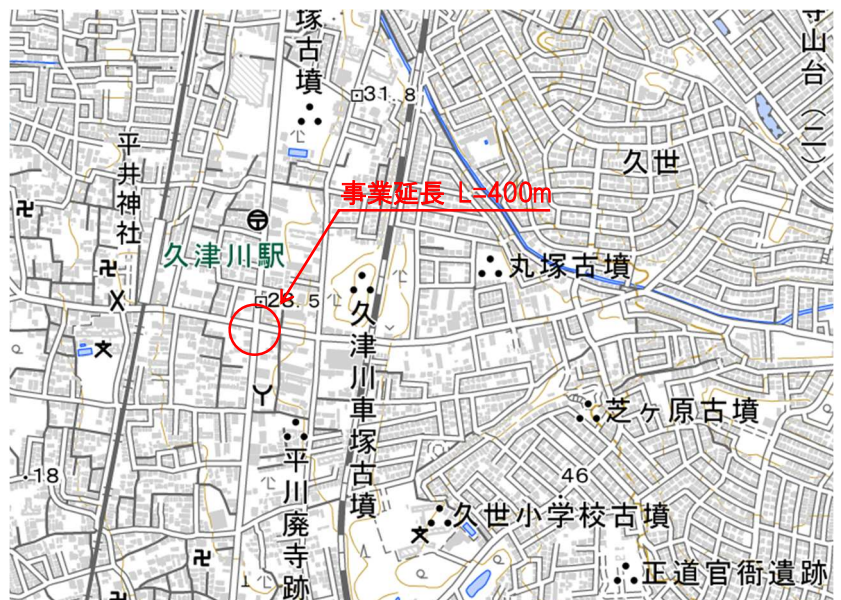 塚古墳
31.8
寺山台(二)
平井神社
久世
事業延長 L=400m
久津川駅
丸塚古墳
23.5
久津川車塚古墳
芝ヶ原古墳
平川廃寺跡
18
46
久世小学校古墳
正道官衙遺跡